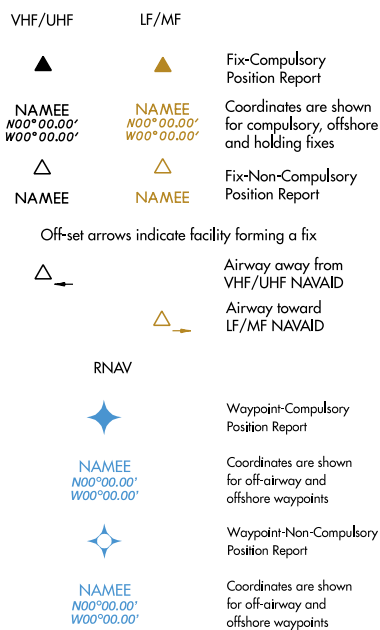 VHF/UHF LF/MF
Fix-Compulsory
Position Report
NAMEE NAMEE Coordinates are shown
N00°00.00′ N00°00.00′ for compulsory, offshore
W00°00.00′ W00°00.00′ and holding fixes
Fix-Non-Compulsory
NAMEE NAMEE Position Report
Off-set arrows indicate facility forming a fix
Airway away from
VHF/UHF NAVAID
Airway toward
LF/MF NAVAID
RNAV
Waypoint-Compulsory
Position Report
NAMEE Coordinates are shown
N00°00.00' for off-airway and
W00°00.00' offshore waypoints
Waypoint-Non-Compulsory
Position Report
NAMEE Coordinates are shown
N00°00.00' for off-airway and
W00°00.00' offshore waypoints